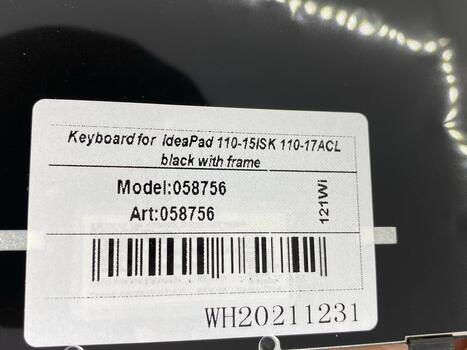 Keyboard for IdeaPad 110-15ISK 110-17ACL
black with frame
Model:058756
Art:058756
121Wi
WH20211231